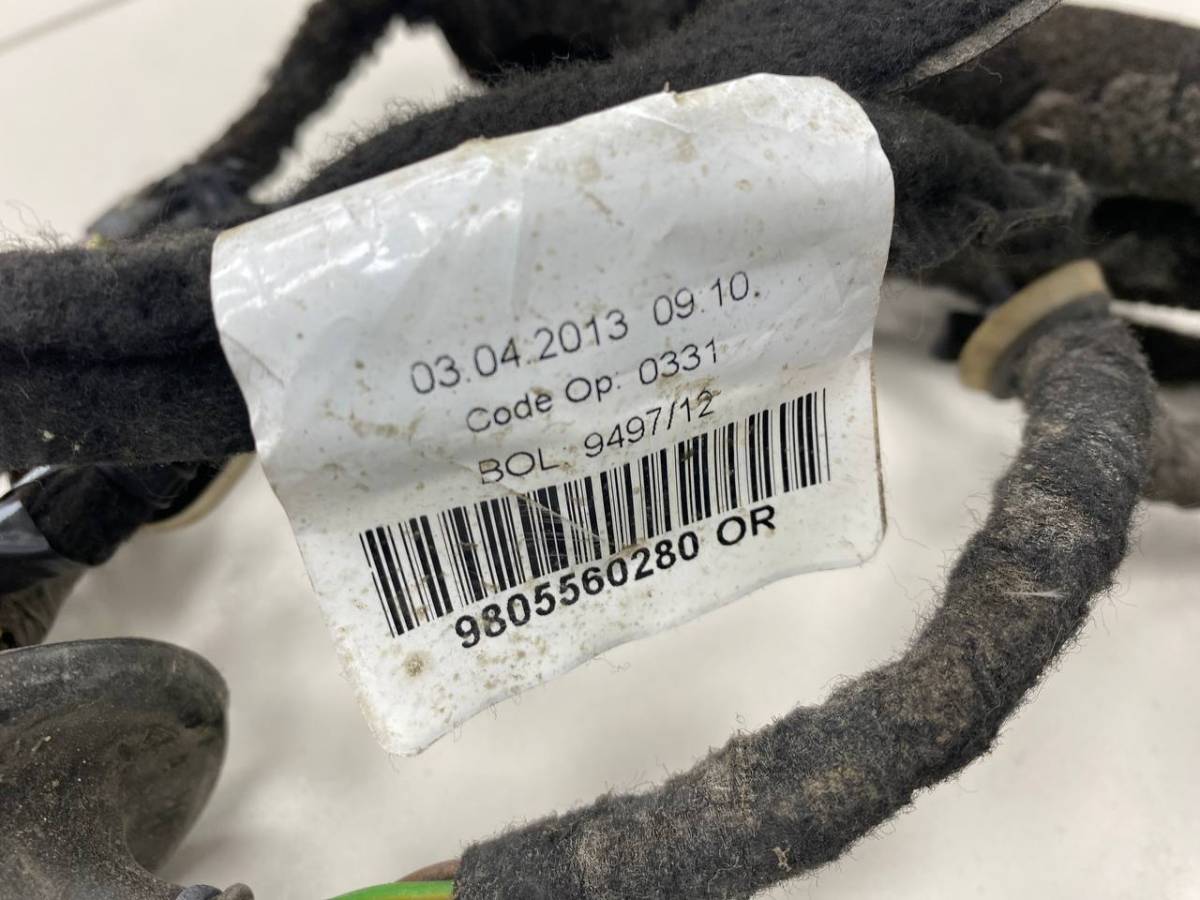 03.04.2013 09:10.
Code Op: 0331
BOL 9497/12
9805560280 OR